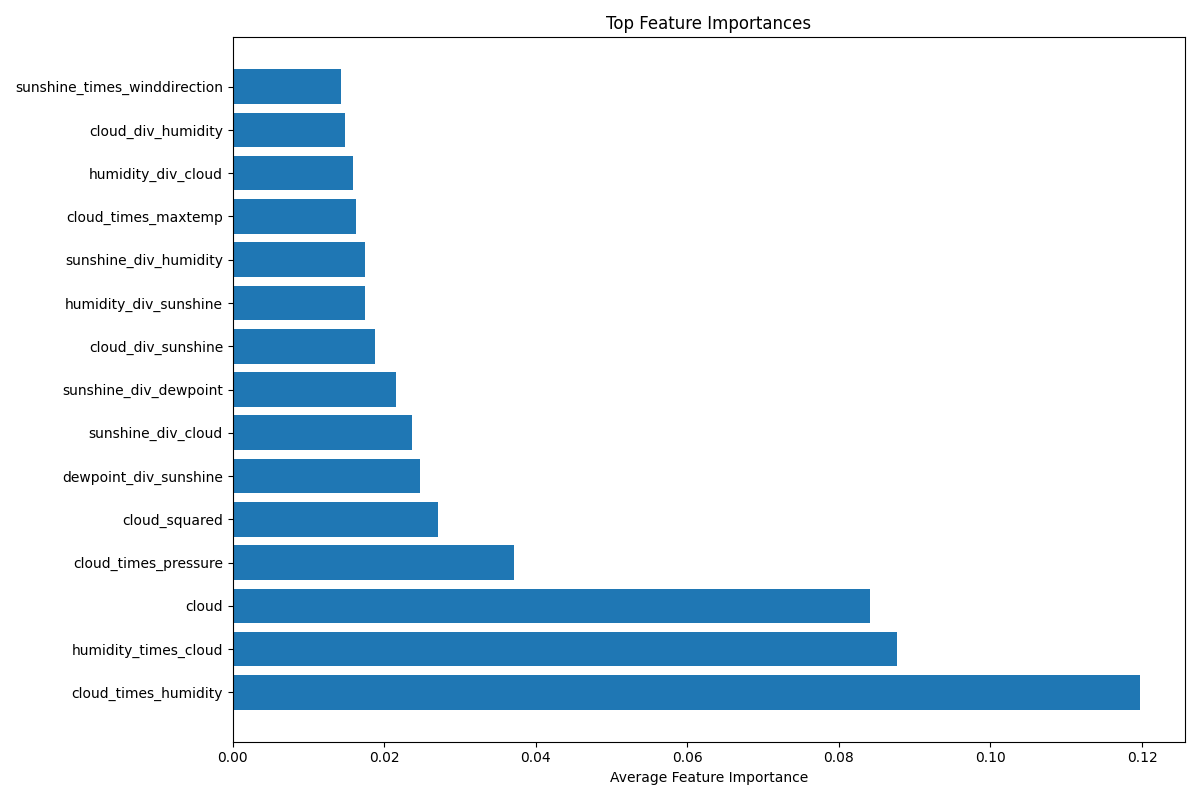 Top Feature Importances
sunshine_times_winddirection
cloud_div_humidity
humidity_div_cloud
cloud_times_maxtemp
sunshine_div_humidity
humidity_div_sunshine
cloud_div_sunshine
sunshine_div_dewpoint
sunshine_div_cloud
dewpoint_div_sunshine
cloud_squared
cloud_times_pressure
cloud
humidity_times_cloud
cloud_times_humidity
0.00 0.02 0.04 0.06 0.08 0.10 0.12
Average Feature Importance